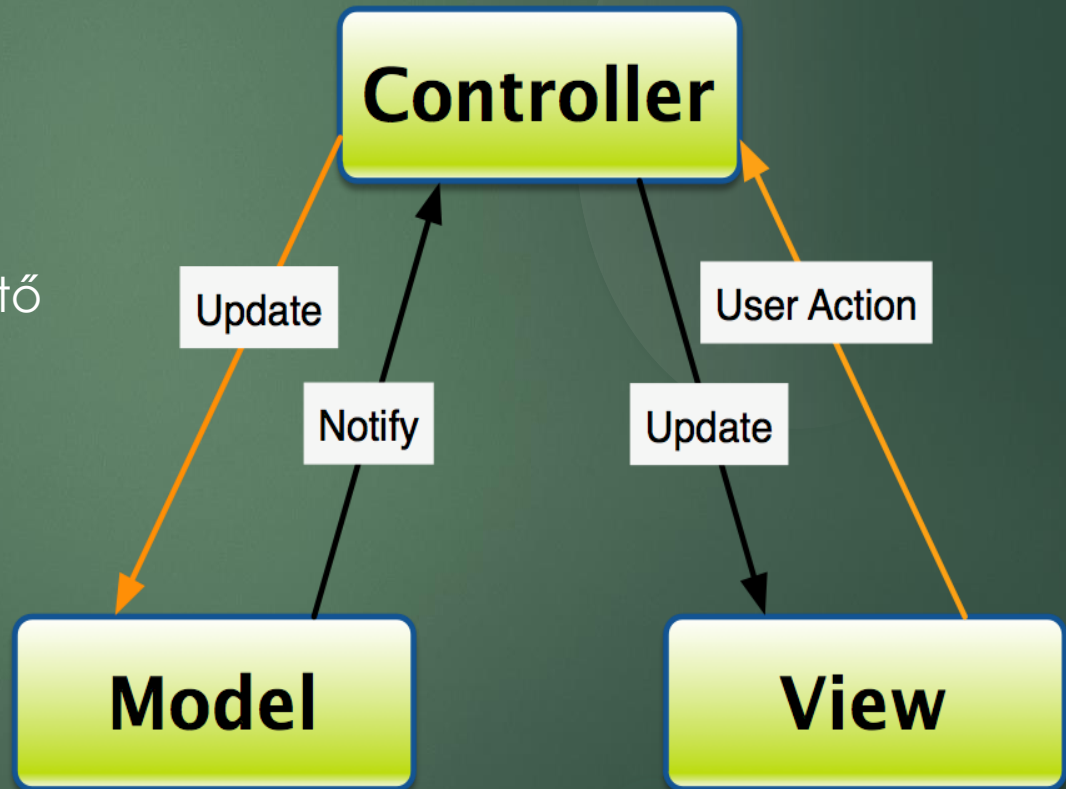 Controller
tő
Update
User Action
Notify
Update
Model
View